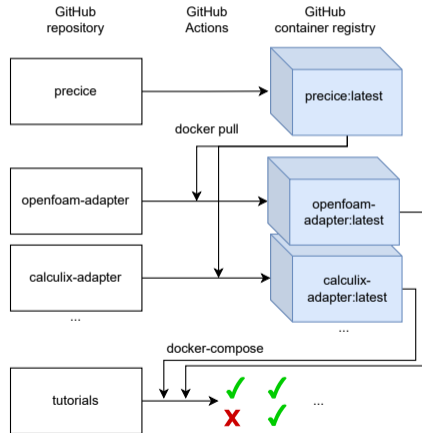 GitHub
repository
GitHub
Actions
GitHub
container registry
precice
precice:latest
docker pull
openfoam-adapter
openfoam-
adapter:latest
calculix-adapter
calculix-
adapter:latest
...
...
docker-compose
tutorials
✓ ✓
...
x ✓